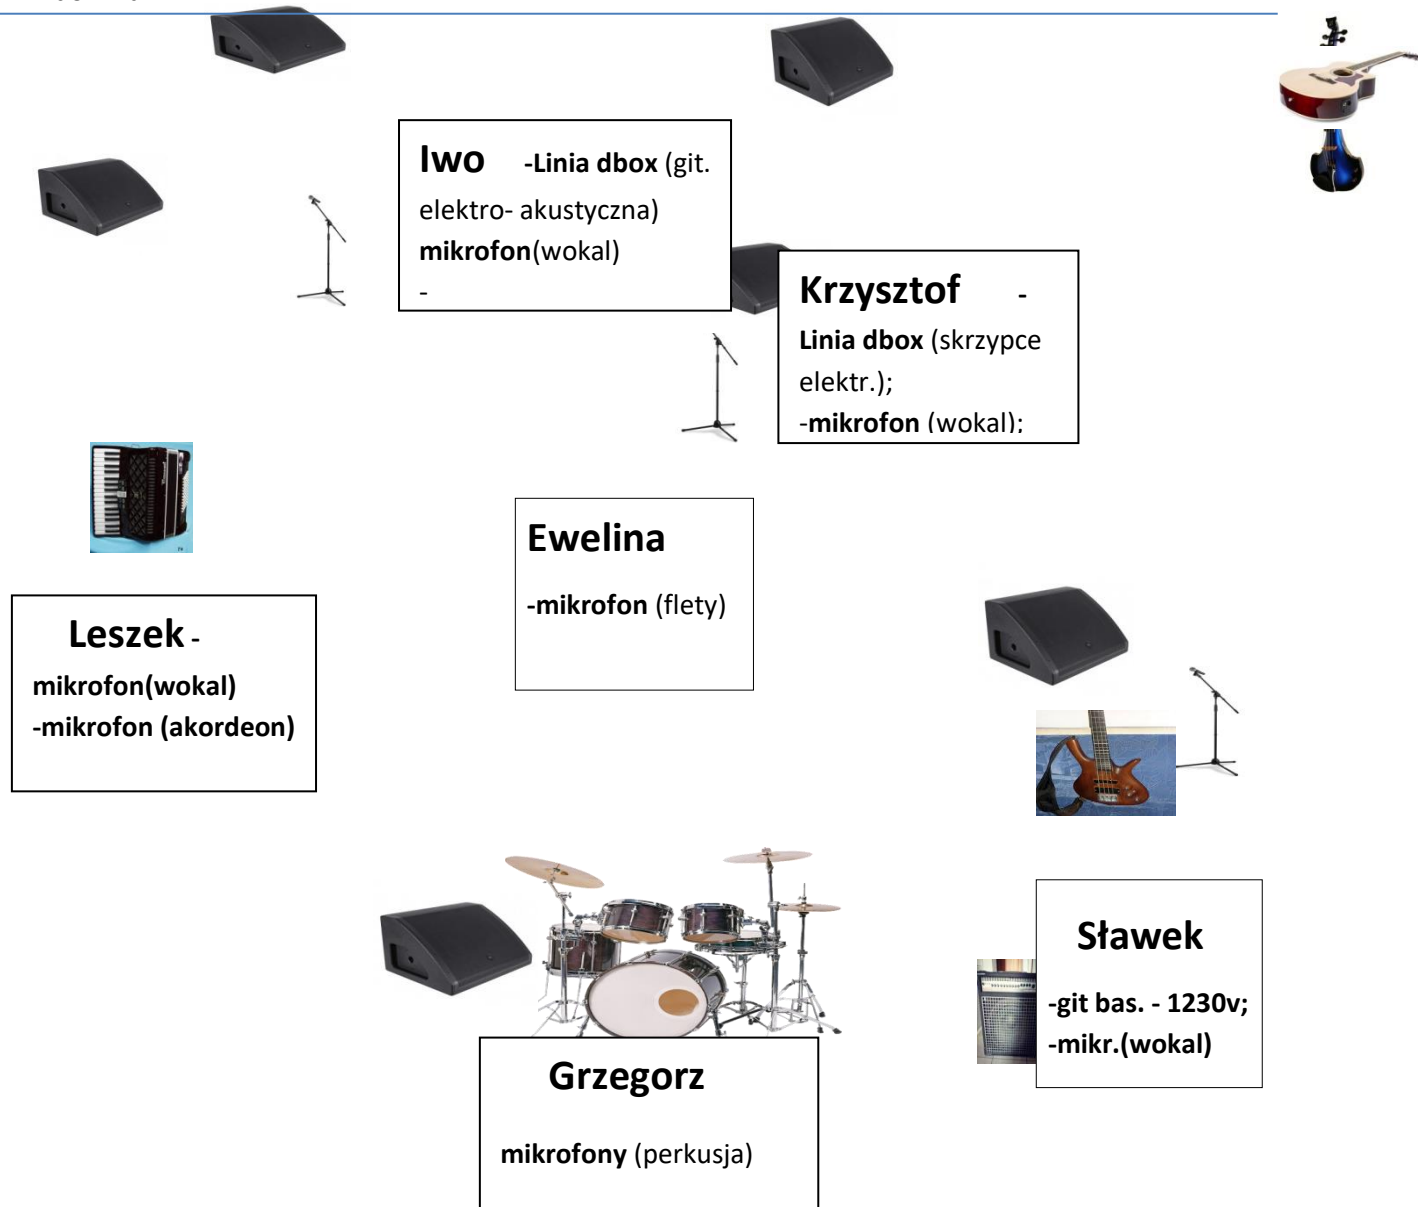 Iwo -Linia dbox (git.
elektro- akustyczna)
mikrofon(wokal)
-
Krzysztof -
Linia dbox (skrzypce
elektr.);
-mikrofon (wokal);
Ewelina
-mikrofon (flety)
Leszek -
mikrofon(wokal)
-mikrofon (akordeon)
Sławek
-git bas. - 1230v;
-mikr.(wokal)
Grzegorz
mikrofony (perkusja)